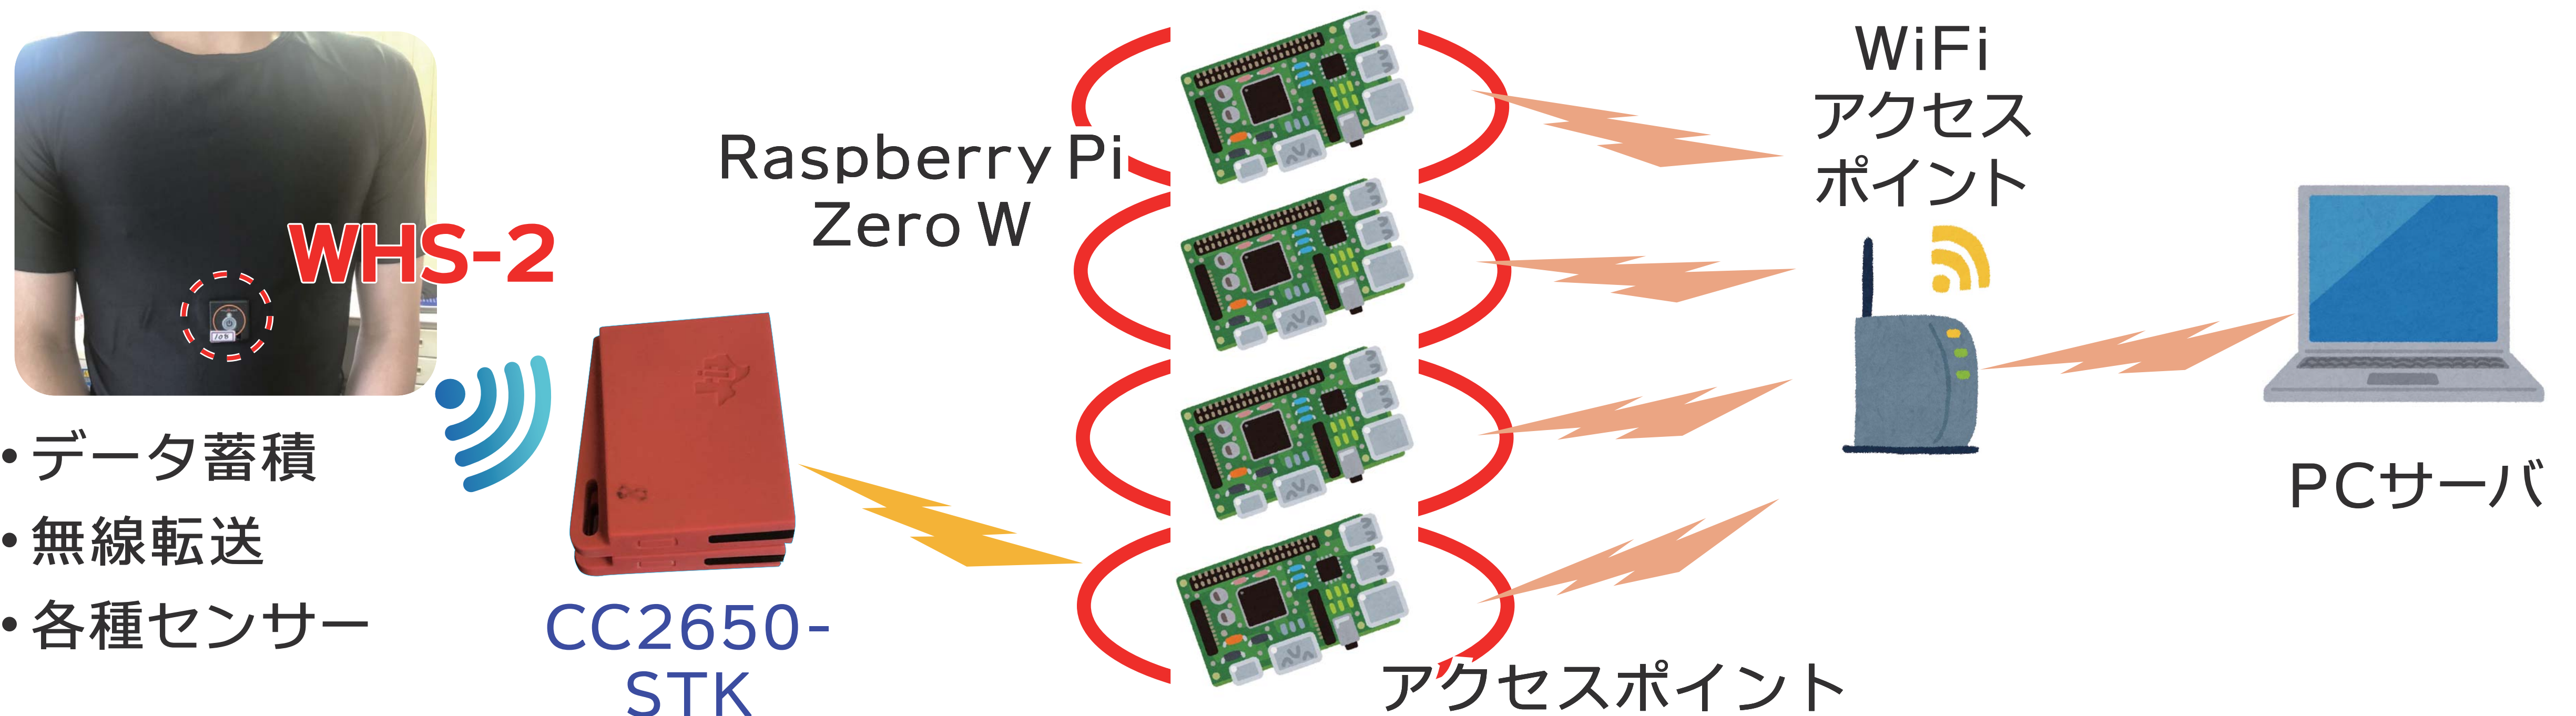 WHS-2
・データ蓄積
・無線転送
・各種センサー
CC2650-
STK
Raspberry Pi
Zero W
アクセスポイント
WiFi
アクセス
ポイント
PCサーバ